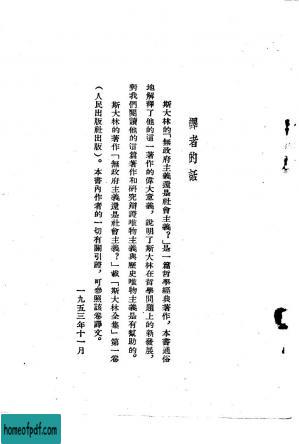 譯者的話
斯大林的「無政府主義還是社會主義?」是一篇哲學經典著作,本書通俗
地解釋了他的這一著作的偉大意義,說明了斯大林在哲學問題上的新發展,
對我們閱讀他的這篇著作和研究辯證唯物主義與歷史唯物主義是有幫助的。
斯大林的著作「無政府主義還是社會主義?」載「斯大林全集」第一卷
(人民出版社出版)。本書內作者的一切有關引證,可參照該卷譯文。
一九五三年十一月
homeofpdf.com